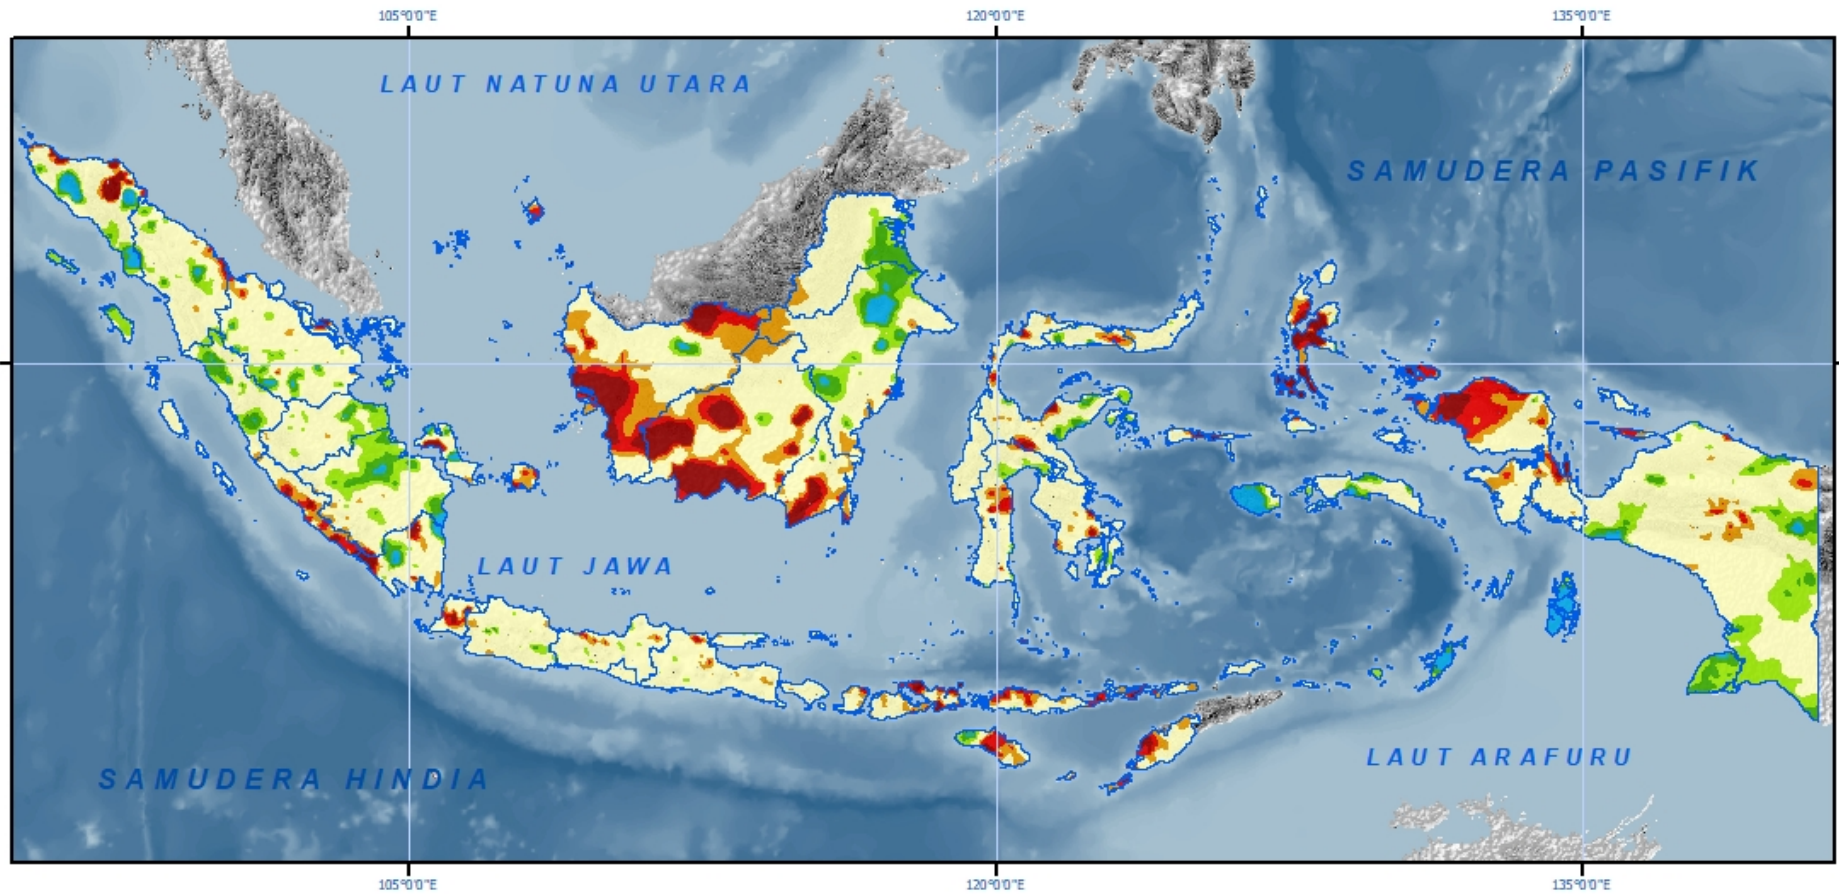 105°0'0"E
120°0'0"E
135°0'0"E
LAUT NATUNA UTARA
SAMUDERA PASIFIK
LAUT JAWA
LAUT ARAFURU
SAMUDERA HINDIA
105°0'0"E
120°0'0"E
135°0'0"E